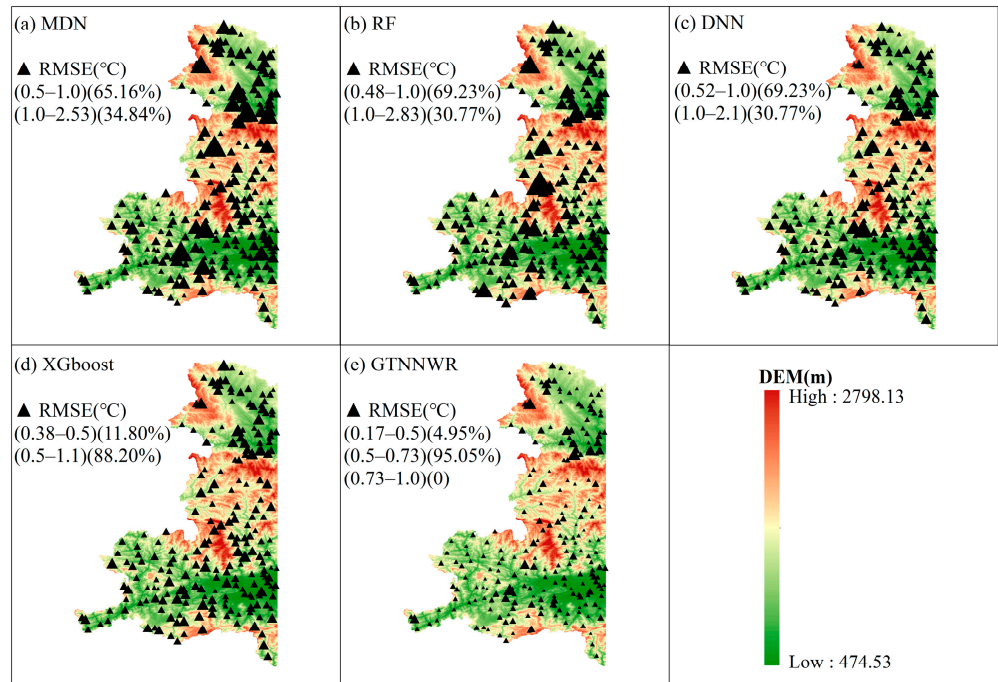 (a) MDN
▲ RMSE(℃)
(0.5–1.0)(65.16%)
(1.0–2.53)(34.84%)
(b) RF
▲ RMSE(℃)
(0.48–1.0)(69.23%)
(1.0–2.83)(30.77%)
(c) DNN
▲ RMSE(℃)
(0.52–1.0)(69.23%)
(1.0–2.1)(30.77%)
(d) XGboost
▲ RMSE(℃)
(0.38–0.5)(11.80%)
(0.5–1.1)(88.20%)
(e) GTNNWR
▲ RMSE(℃)
(0.17–0.5)(4.95%)
(0.5–0.73)(95.05%)
(0.73–1.0)(0)
DEM(m)
High : 2798.13
Low : 474.53